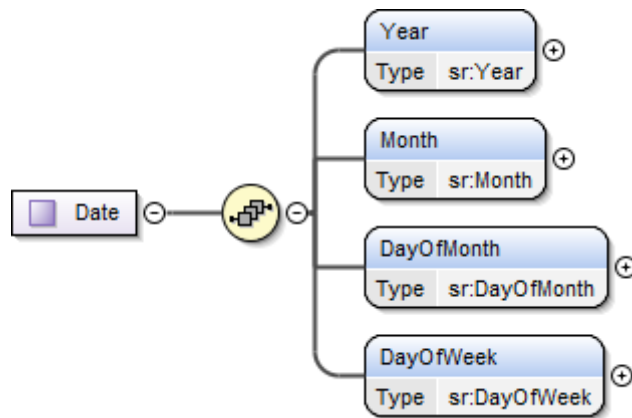 Year
Type sr:Year
Month
Type sr:Month
Date
DayOfMonth
Type sr:DayOfMonth
DayOfWeek
Type sr:DayOfWeek